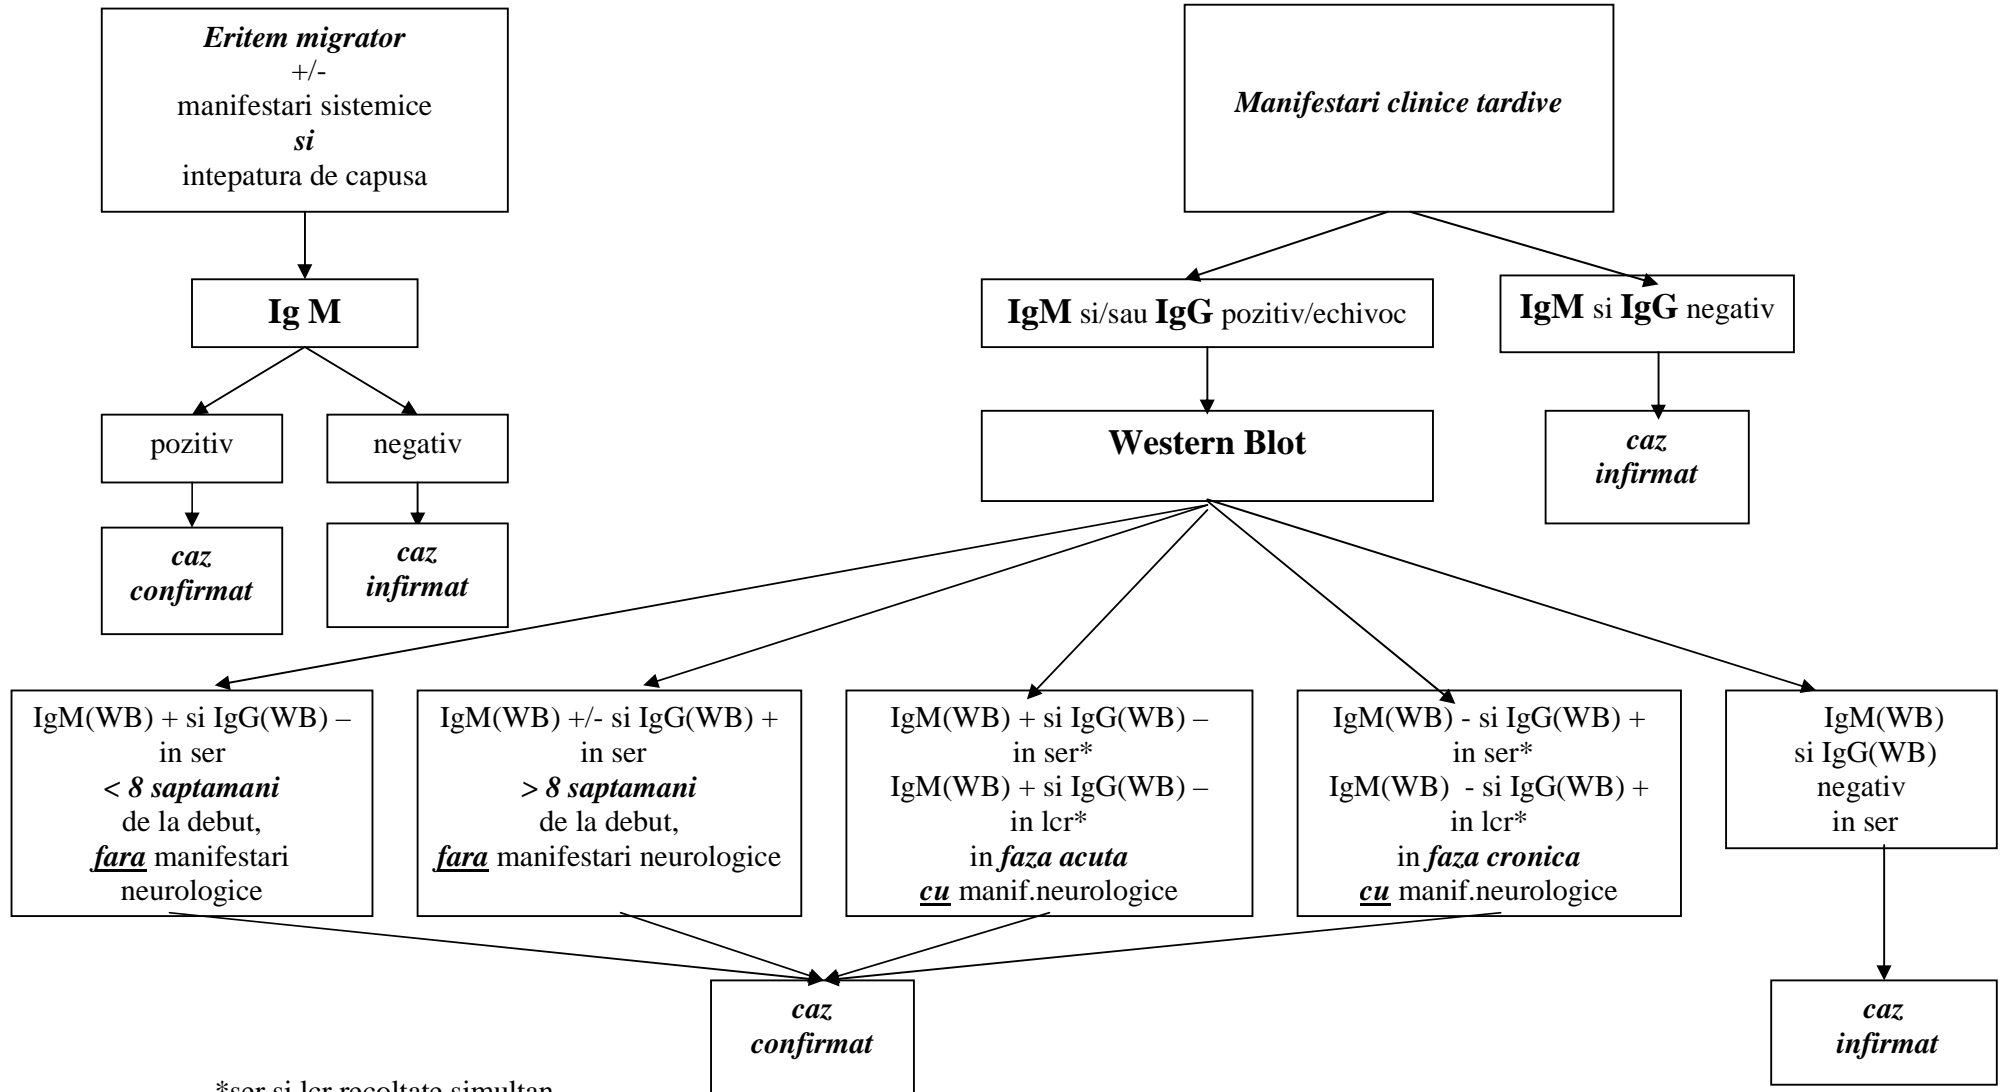 Eritem migrator
+/-
manifestari sistemice
si
intepatura de capusa
Manifestari clinice tardive
Ig M
IgM si/sau IgG pozitiv/echivoc
IgM si IgG negativ
pozitiv
negativ
Western Blot
caz
infirmat
caz
confirmat
caz
infirmat
IgM(WB) + si IgG(WB) –
in ser
< 8 saptamani
de la debut,
fara manifestari
neurologice
IgM(WB) +/- si IgG(WB) +
in ser
> 8 saptamani
de la debut,
fara manifestari neurologice
IgM(WB) + si IgG(WB) –
in ser*
IgM(WB) + si IgG(WB) –
in lcr*
in faza acuta
cu manif.neurologice
IgM(WB) - si IgG(WB) +
in ser*
IgM(WB)  - si IgG(WB) +
in lcr*
in faza cronica
cu manif.neurologice
IgM(WB)
si IgG(WB)
negativ
in ser
caz
confirmat
caz
infirmat
*ser si lcr recoltate simultan